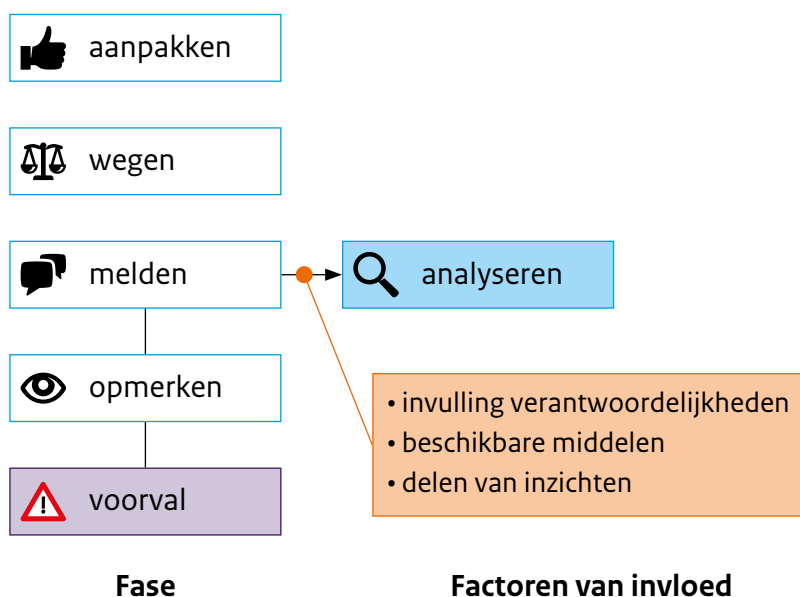 aanpakken
wegen
melden
analyseren
opmerken
• invulling verantwoordelijkheden
• beschikbare middelen
• delen van inzichten
voorval
Fase
Factoren van invloed